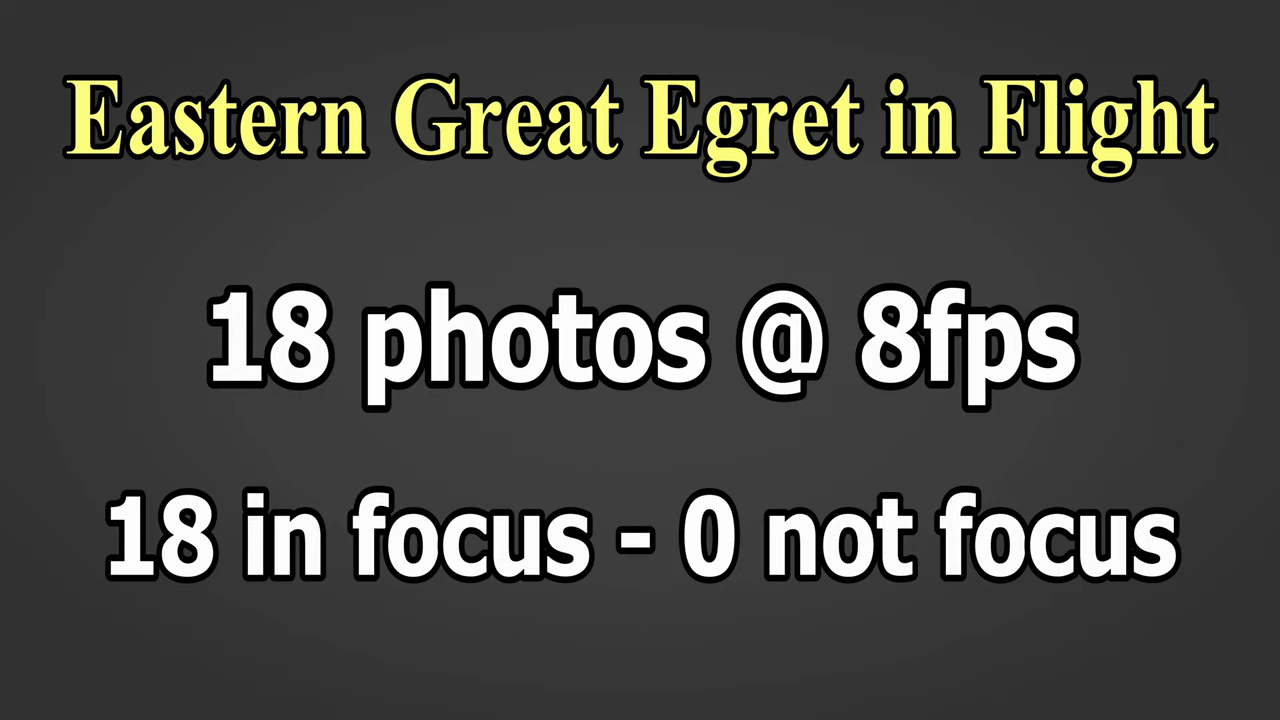 Eastern Great Egret in Flight
18 photos @ 8fps
18 in focus - 0 not focus